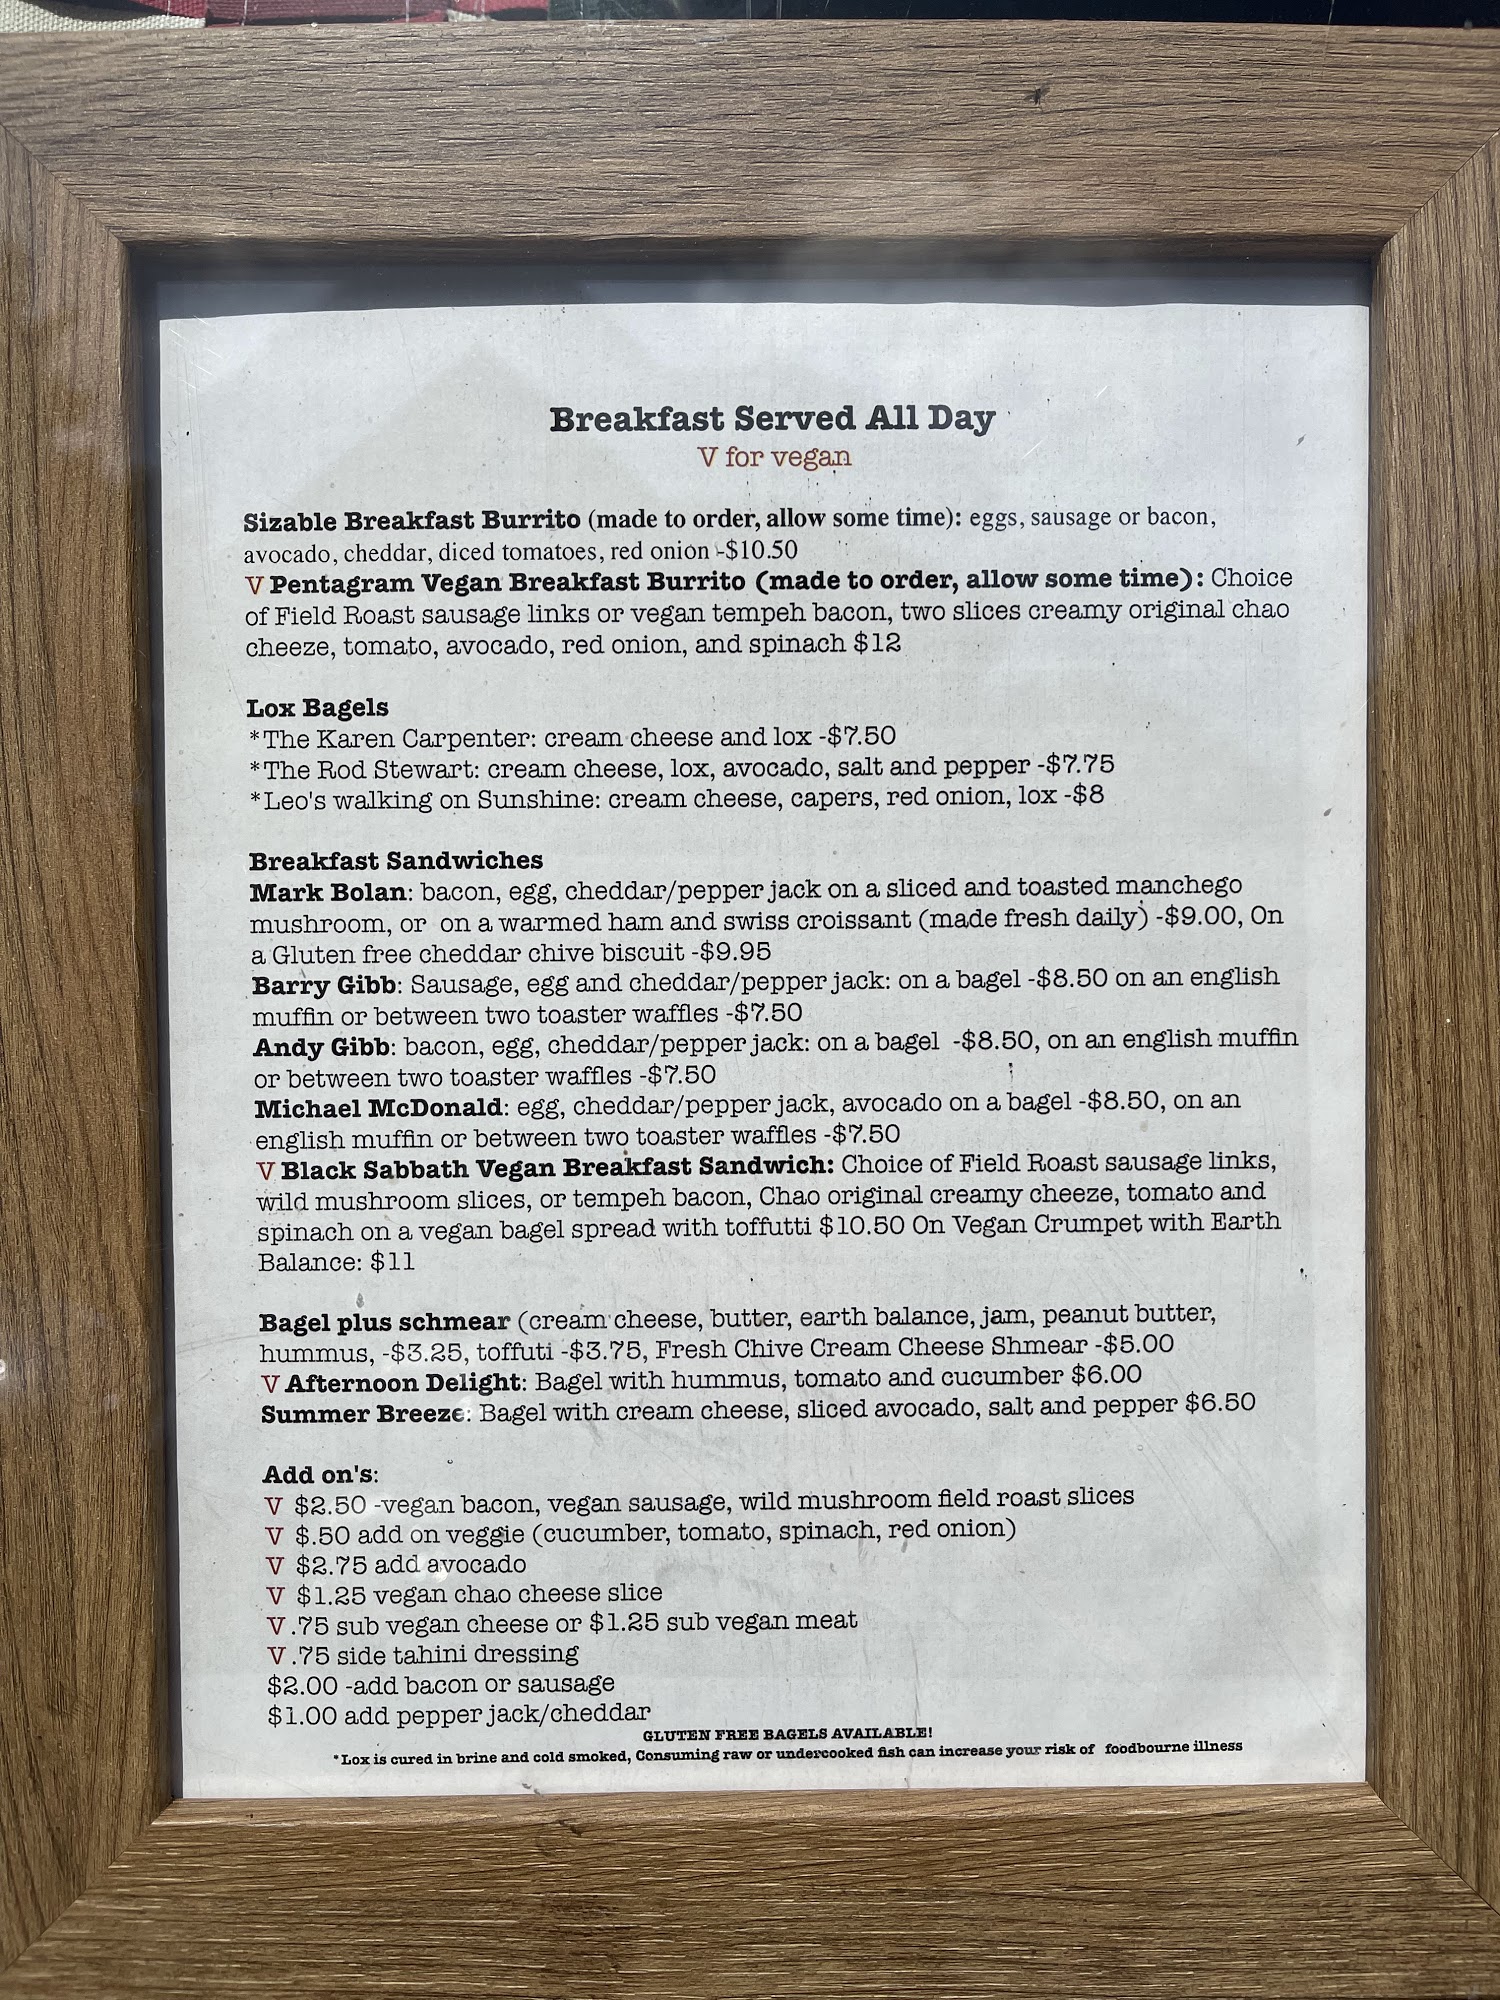 Breakfast Served All Day
V for vegan
Sizable Breakfast Burrito (made to order, allow some time): eggs, sausage or bacon,
avocado, cheddar, diced tomatoes, red onion -$10.50
V Pentagram Vegan Breakfast Burrito (made to order, allow some time): Choice
of Field Roast sausage links or vegan tempeh bacon, two slices creamy original chao
cheeze, tomato, avocado, red onion, and spinach $12
Lox Bagels
*The Karen Carpenter: cream cheese and lox -$7.50
*The Rod Stewart: cream cheese, lox, avocado, salt and pepper -$7.75
*Leo's walking on Sunshine: cream cheese, capers, red onion, lox -$8
Breakfast Sandwiches
Mark Bolan: bacon, egg, cheddar/pepper jack on a sliced and toasted manchego
mushroom, or on a warmed ham and swiss croissant (made fresh daily) -$9.00, On
a Gluten free cheddar chive biscuit -$9.95
Barry Gibb: Sausage, egg and cheddar/pepper jack: on a bagel -$8.50 on an english
muffin or between two toaster waffles -$7.50
Andy Gibb: bacon, egg, cheddar/pepper jack: on a bagel -$8.50, on an english muffin
or between two toaster waffles -$7.50
Michael McDonald: egg, cheddar/pepper jack, avocado on a bagel -$8.50, on an
english muffin or between two toaster waffles -$7.50
V Black Sabbath Vegan Breakfast Sandwich: Choice of Field Roast sausage links,
wild mushroom slices, or tempeh bacon, Chao original creamy cheeze, tomato and
spinach on a vegan bagel spread with toffutti $10.50 On Vegan Crumpet with Earth
Balance: $11
Bagel plus schmear (cream cheese, butter, earth balance, jam, peanut butter,
hummus, -$3.25, toffuti -$3.75, Fresh Chive Cream Cheese Shmear -$5.00
V Afternoon Delight: Bagel with hummus, tomato and cucumber $6.00
Summer Breeze: Bagel with cream cheese, sliced avocado, salt and pepper $6.50
Add on's:
V $2.50 -vegan bacon, vegan sausage, wild mushroom field roast slices
V $.50 add on veggie (cucumber, tomato, spinach, red onion)
V $2.75 add avocado
V $1.25 vegan chao cheese slice
V .75 sub vegan cheese or $1.25 sub vegan meat
V .75 side tahini dressing
$2.00 -add bacon or sausage
$1.00 add pepper jack/cheddar
GLUTEN FREE BAGELS AVAILABLE!
*Lox is cured in brine and cold smoked, Consuming raw or undercooked fish can increase your risk of foodbourne illness